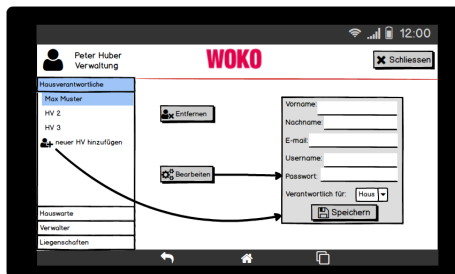 12:00
Peter Huber
Verwaltung
WOKO
Schliessen
Hausverantwortliche
Max Muster
HV 2
HV 3
neuer HV hinzufügen
Hauswarte
Verwalter
Liegenschaften
Entfernen
Bearbeiten
Vorname:
Nachname:
E-mail:
Username:
Passwort:
Verantwortlich für: Haus
Speichern